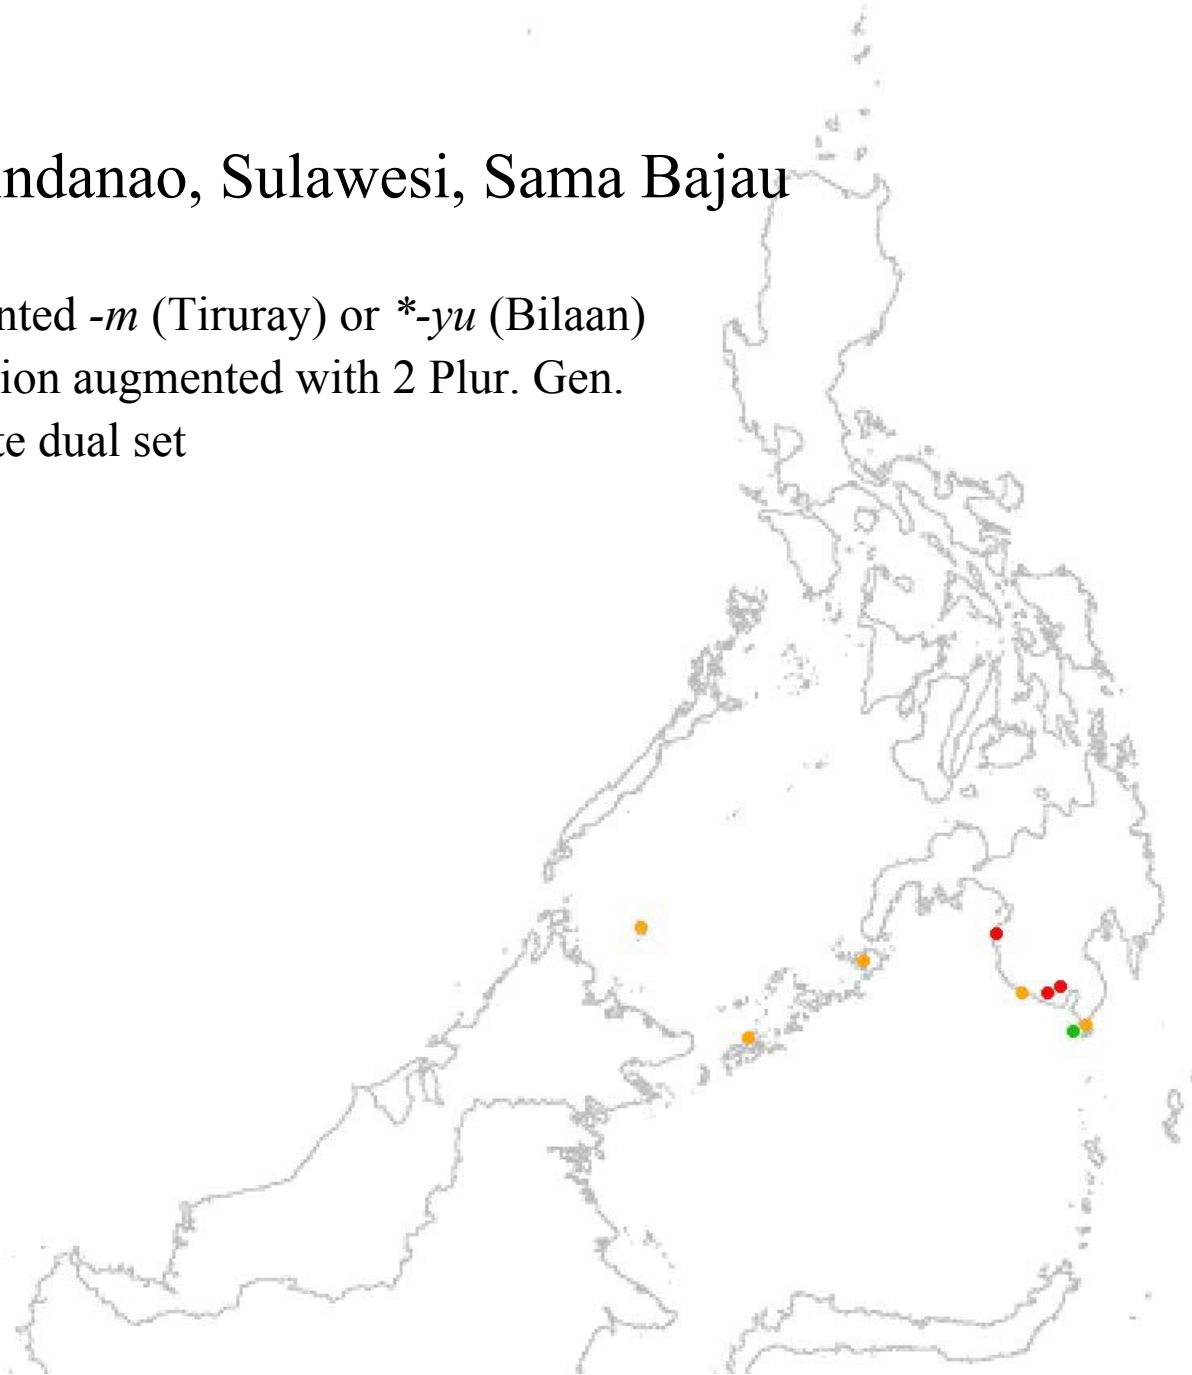 ndanao, Sulawesi, Sama Bajau
nted -m (Tiruray) or *-yu (Bilaan)
ion augmented with 2 Plur. Gen.
te dual set